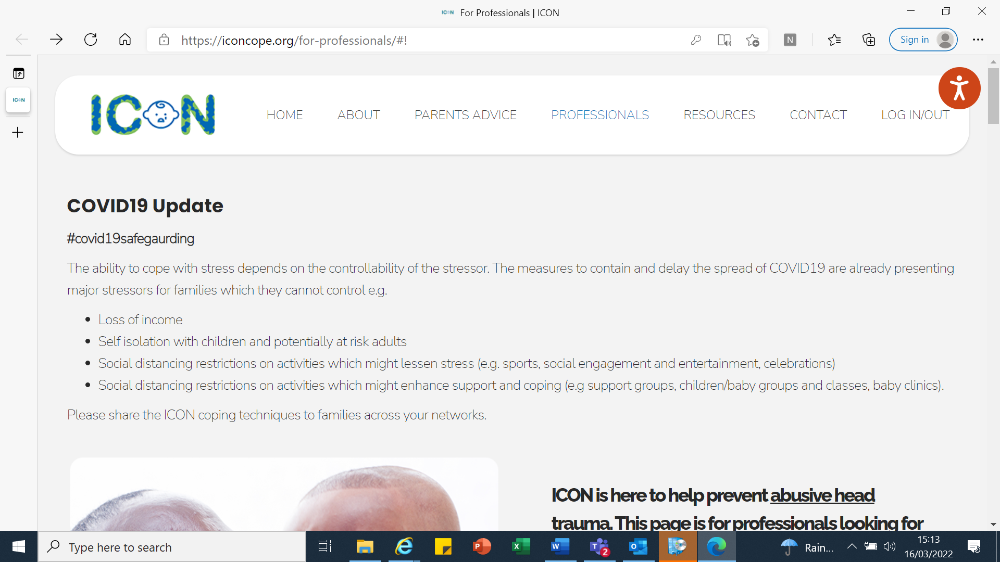 ICON For Professionals | ICON
https://iconcope.org/for-professionals/#!
N
Sign in
ICON
ICON
HOME
ABOUT
PARENTS ADVICE
PROFESSIONALS
RESOURCES
CONTACT
LOG IN/OUT
COVID19 Update
#covid19safegaurding
The ability to cope with stress depends on the controllability of the stressor. The measures to contain and delay the spread of COVID19 are already presenting
major stressors for families which they cannot control e.g.
• Loss of income
• Self isolation with children and potentially at risk adults
• Social distancing restrictions on activities which might lessen stress (e.g. sports, social engagement and entertainment, celebrations)
• Social distancing restrictions on activities which might enhance support and coping (e.g support groups, children/baby groups and classes, baby clinics).
Please share the ICON coping techniques to families across your networks.
ICON is here to help prevent abusive head
trauma. This page is for professionals looking for
Type here to search
P
X
W
T
2
O
Rain...
15:13
16/03/2022